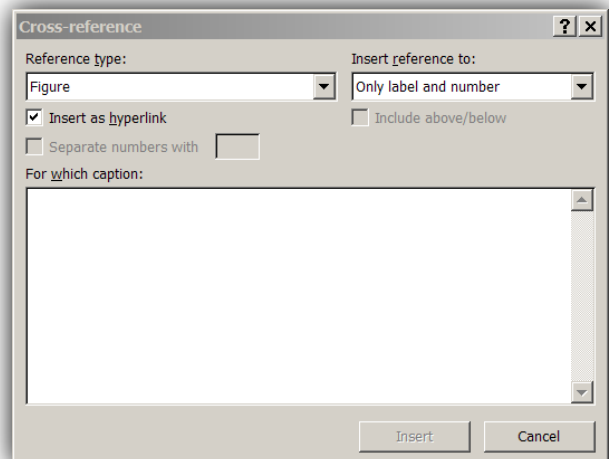 Cross-reference
Reference type:
Insert reference to:
Figure
Only label and number
Insert as hyperlink
Include above/below
Separate numbers with
For which caption:
Insert
Cancel